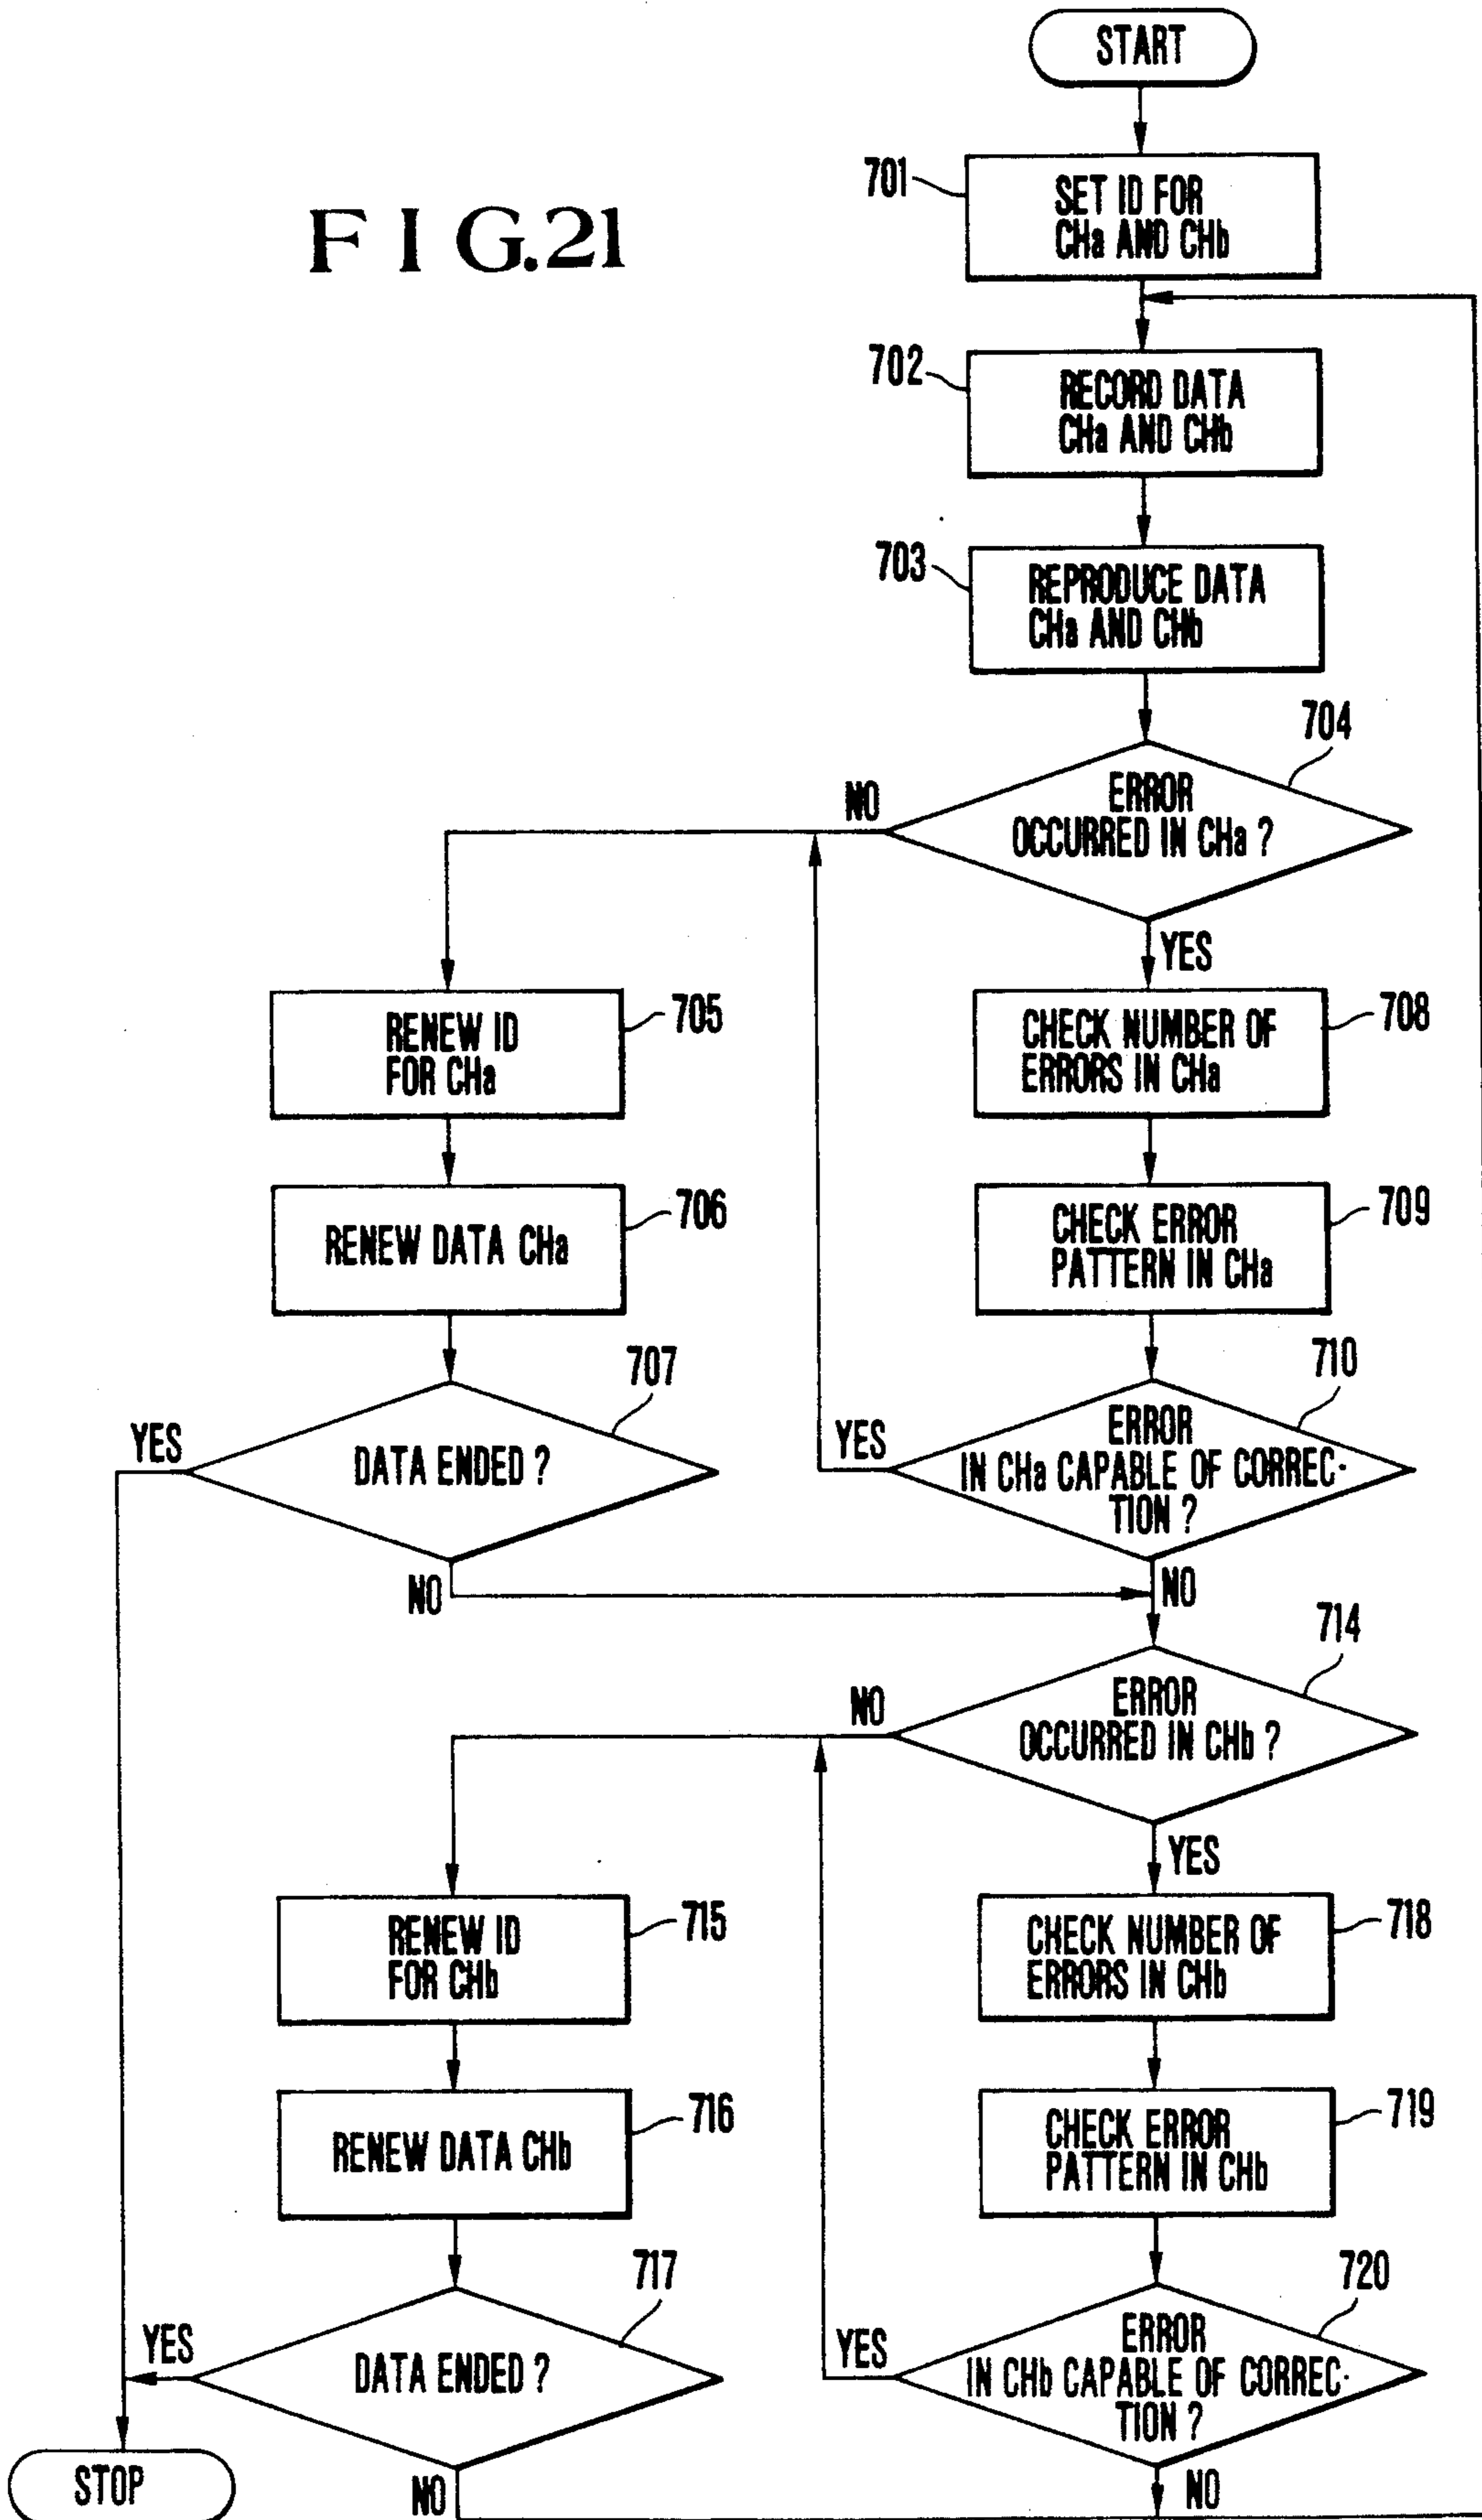 START
FIG.21
701
SET ID FOR
CHa AND CHb
702
RECORD DATA
CHa AND CHb
703
REPRODUCE DATA
CHa AND CHb
704
ERROR
OCCURRED IN CHa ?
NO
YES
705
RENEW ID
FOR CHa
708
CHECK NUMBER OF
ERRORS IN CHa
706
RENEW DATA CHa
709
CHECK ERROR
PATTERN IN CHa
707
DATA ENDED ?
YES
NO
710
ERROR
IN CHa CAPABLE OF CORREC-
TION ?
YES
NO
714
ERROR
OCCURRED IN CHb ?
NO
YES
715
RENEW ID
FOR CHb
718
CHECK NUMBER OF
ERRORS IN CHb
716
RENEW DATA CHb
719
CHECK ERROR
PATTERN IN CHb
717
DATA ENDED ?
YES
NO
720
ERROR
IN CHb CAPABLE OF CORREC-
TION ?
YES
NO
STOP